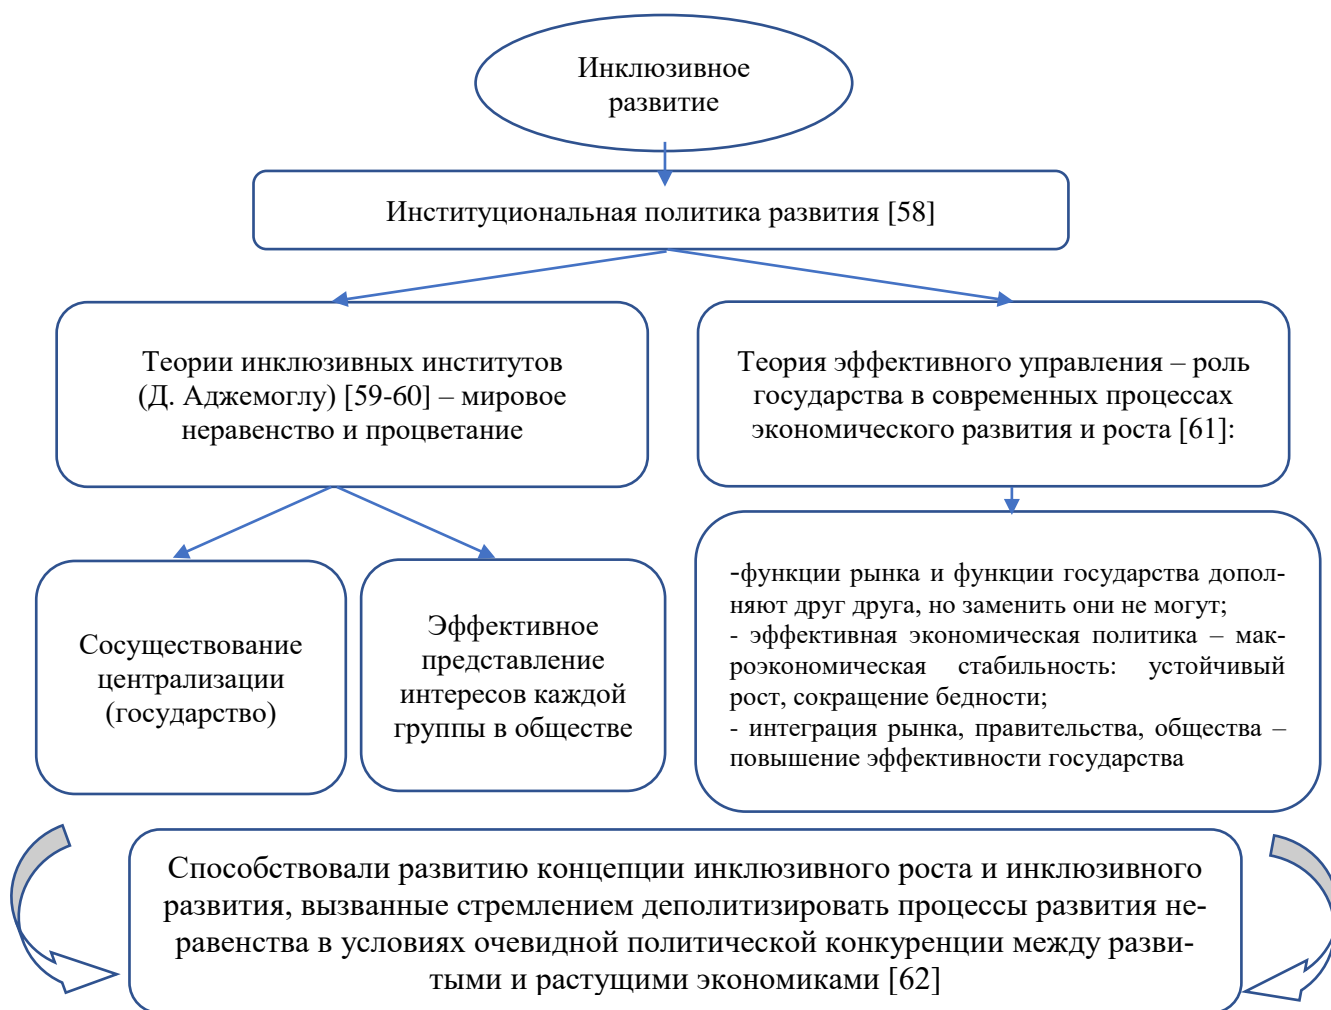 Инклюзивное
развитие
Институциональная политика развития [58]
Теории инклюзивных институтов
(Д. Аджемоглу) [59-60] – мировое
неравенство и процветание
Теория эффективного управления – роль
государства в современных процессах
экономического развития и роста [61]:
Сосуществование
централизации
(государство)
Эффективное
представление
интересов каждой
группы в обществе
-функции рынка и функции государства допол-
няют друг друга, но заменить они не могут;
- эффективная экономическая политика – мак-
роэкономическая стабильность: устойчивый
рост, сокращение бедности;
- интеграция рынка, правительства, общества –
повышение эффективности государства
Способствовали развитию концепции инклюзивного роста и инклюзивного
развития, вызванные стремлением деполитизировать процессы развития не-
равенства в условиях очевидной политической конкуренции между разви-
тыми и растущими экономиками [62]